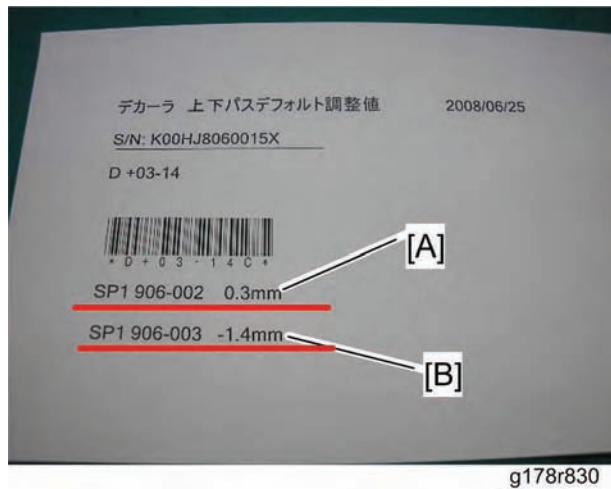 デカーラ 上下パスデフォルト調整値 2008/06/25
S/N: K00HJ8060015X
D +03-14
*D+03-14C*
SP1 906-002 0.3mm
[A]
SP1 906-003 -1.4mm
[B]
g178r830